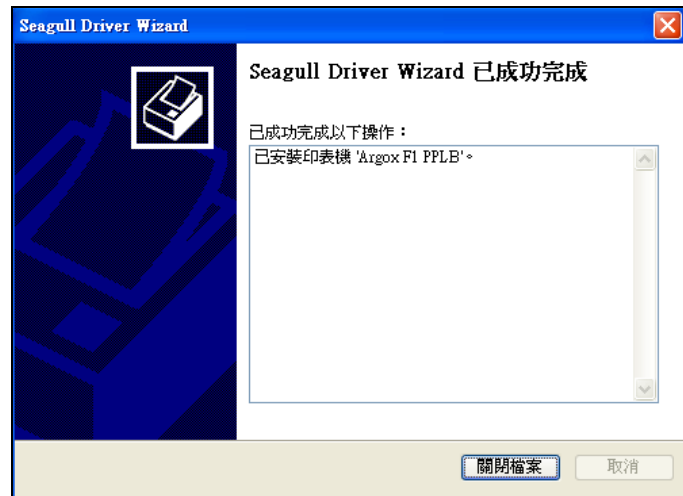 Seagull Driver Wizard
Seagull Driver Wizard 已成功完成
已成功完成以下操作：
已安裝印表機 'Argox F1 PPLB'。
關閉檔案
取消